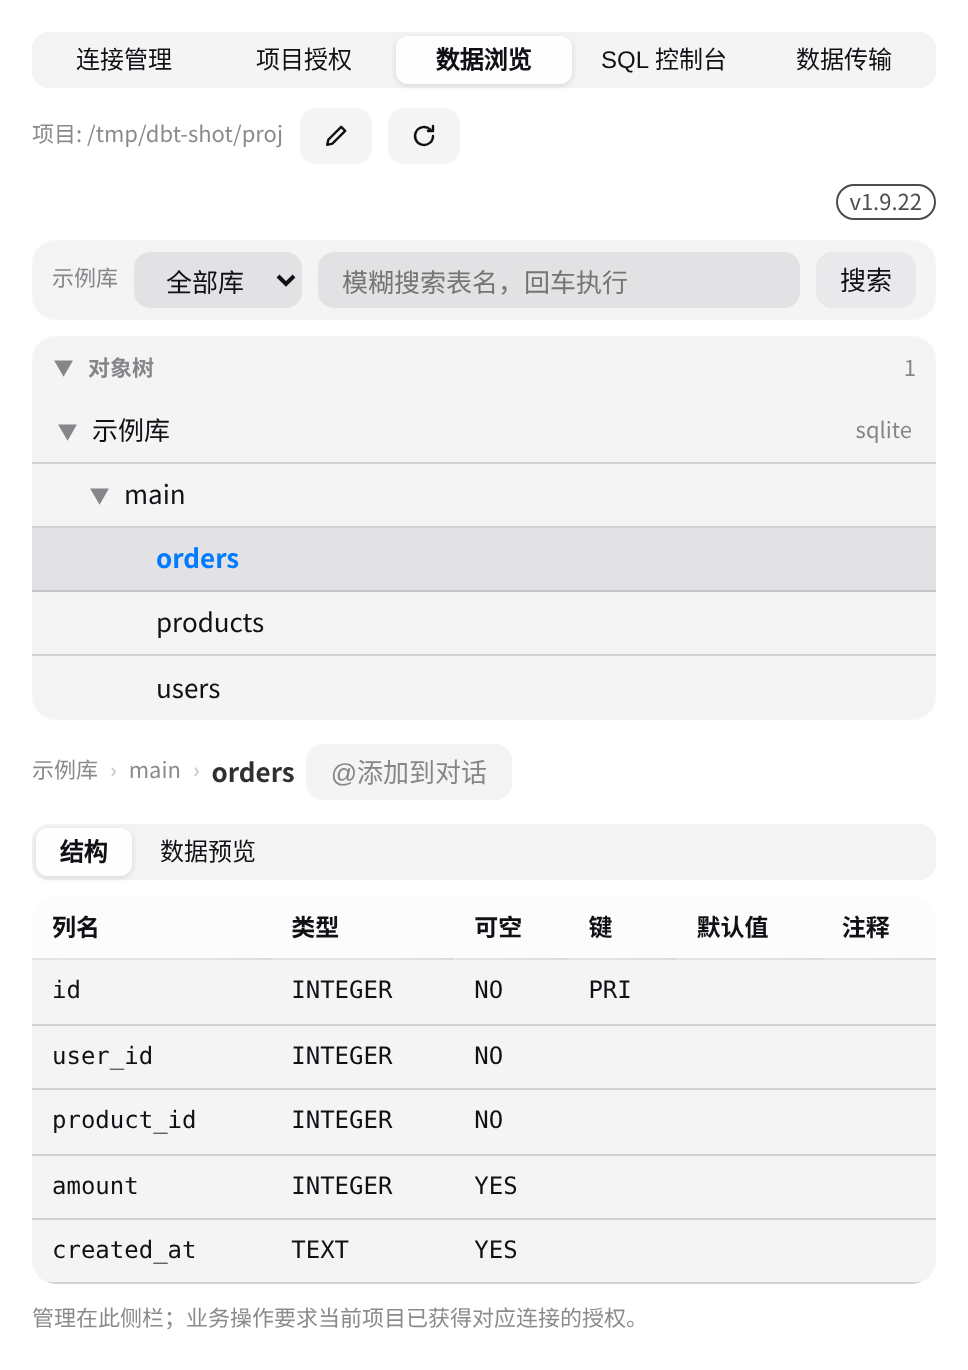 连接管理 项目授权 数据浏览 SQL 控制台 数据传输
项目: /tmp/dbt-shot/proj
v1.9.22
示例库 全部库 模糊搜索表名，回车执行 搜索
对象树 1
示例库 sqlite
main
orders
products
users
示例库 › main › orders @添加到对话
结构 数据预览
列名 类型 可空 键 默认值 注释
id INTEGER NO PRI
user_id INTEGER NO
product_id INTEGER NO
amount INTEGER YES
created_at TEXT YES
管理在此侧栏；业务操作要求当前项目已获得对应连接的授权。